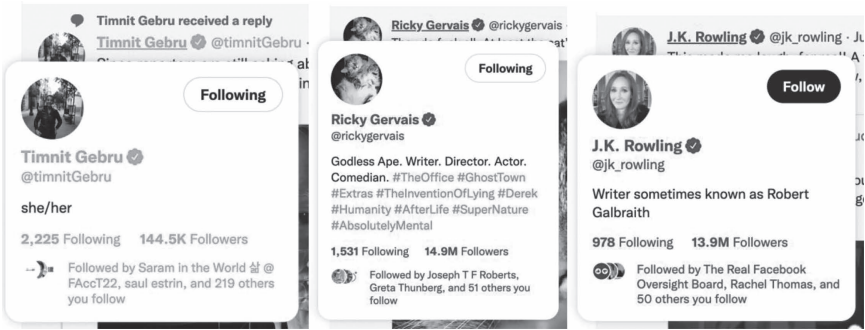 Timnit Gebru received a reply
Timnit Gebru @timnitGebru ·
Following
Timnit Gebru
@timnitGebru
she/her
2,225 Following 144.5K Followers
Followed by Saram in the World 삶 @
FAccT22, saul estrin, and 219 others
you follow
Ricky Gervais @rickygervais ·
Following
Ricky Gervais
@rickygervais
Godless Ape. Writer. Director. Actor.
Comedian. #TheOffice #GhostTown
#Extras #TheInventionOfLying #Derek
#Humanity #AfterLife #SuperNature
#AbsolutelyMental
1,531 Following 14.9M Followers
Followed by Joseph T F Roberts,
Greta Thunberg, and 51 others you
follow
J.K. Rowling @jk_rowling · Ju
Follow
J.K. Rowling
@jk_rowling
Writer sometimes known as Robert
Galbraith
978 Following 13.9M Followers
Followed by The Real Facebook
Oversight Board, Rachel Thomas, and
50 others you follow